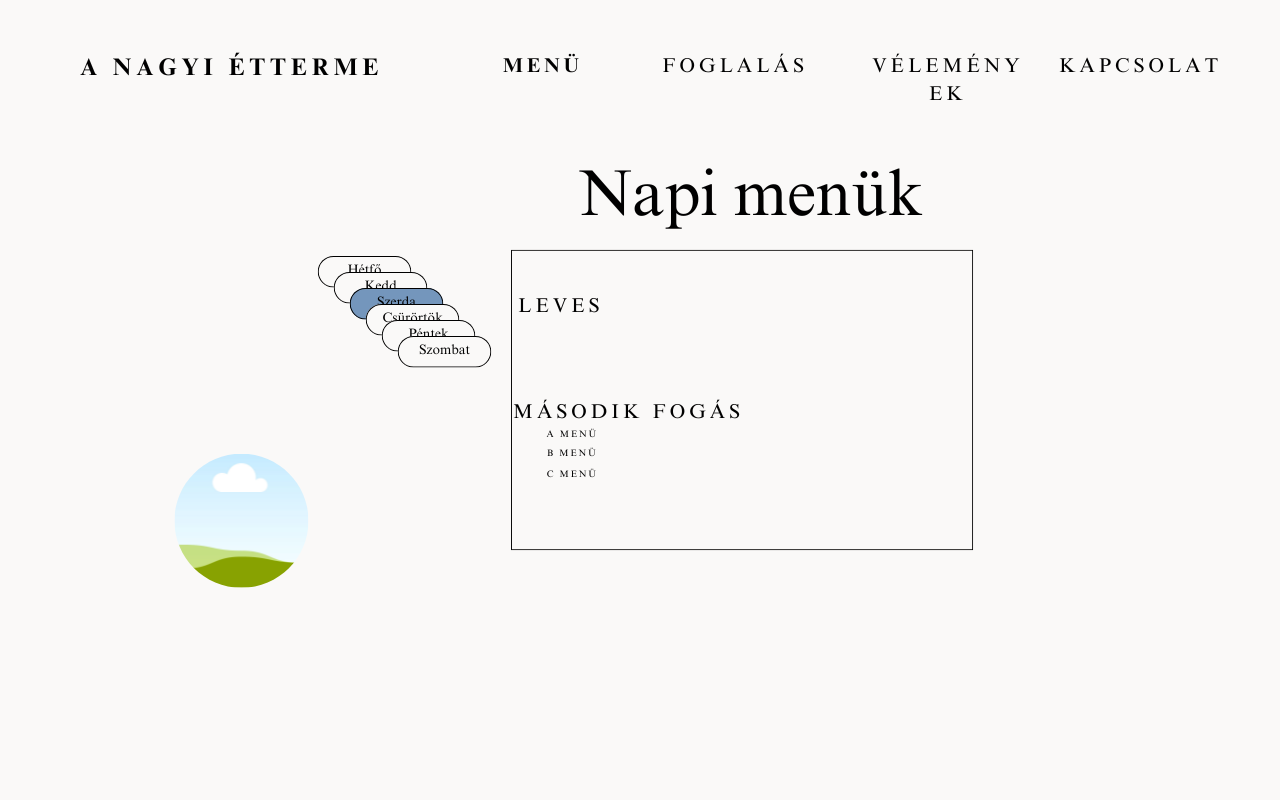 A NAGYI ÉTTERME
MENÜ
FOGLALÁS
VÉLEMÉNY
EK
KAPCSOLAT
Napi menük
Hétfő
Kedd
Szerda
Csürörtök
Péntek
Szombat
LEVES
MÁSODIK FOGÁS
A MENÜ
B MENÜ
C MENÜ